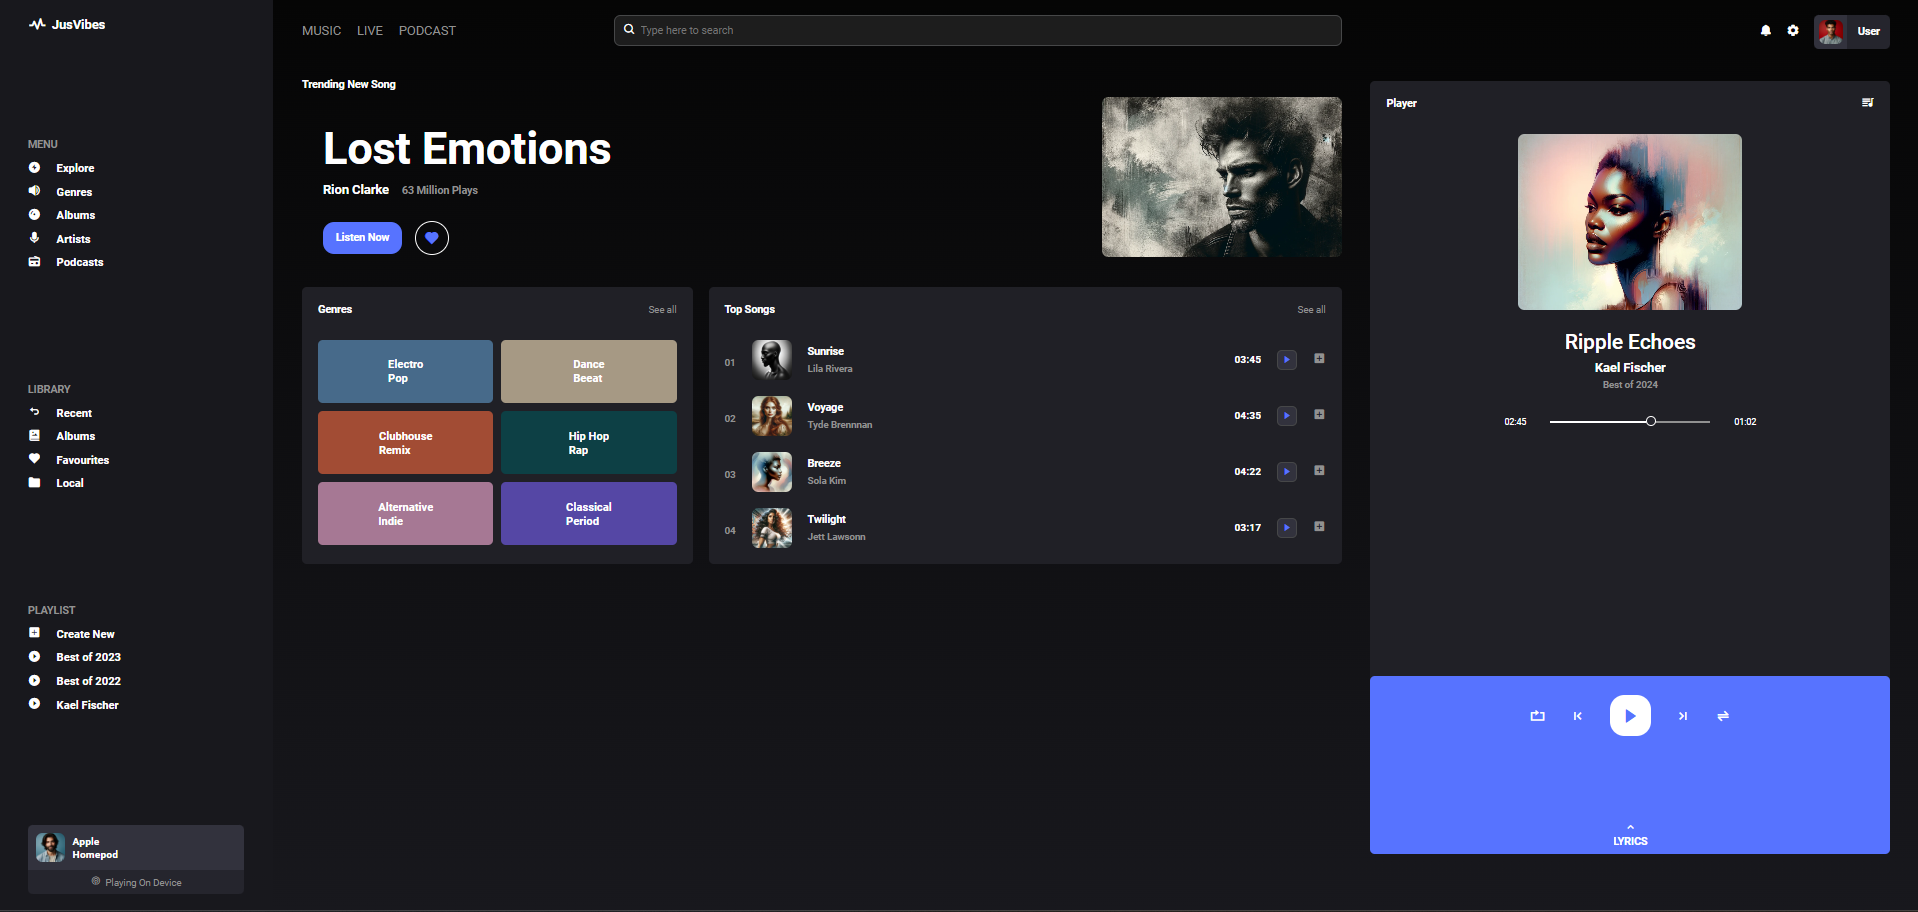 JusVibes
MENU
Explore
Genres
Albums
Artists
Podcasts
LIBRARY
Recent
Albums
Favourites
Local
PLAYLIST
Create New
Best of 2023
Best of 2022
Kael Fischer
Apple
Homepod
Playing On Device
MUSIC LIVE PODCAST
Type here to search
User
Trending New Song
Lost Emotions
Rion Clarke 63 Million Plays
Listen Now
Genres See all
Electro
Pop
Dance
Beeat
Clubhouse
Remix
Hip Hop
Rap
Alternative
Indie
Classical
Period
Top Songs See all
01 Sunrise 03:45
Lila Rivera
02 Voyage 04:35
Tyde Brennnan
03 Breeze 04:22
Sola Kim
04 Twilight 03:17
Jett Lawsonn
Player
Ripple Echoes
Kael Fischer
Best of 2024
02:45 01:02
LYRICS